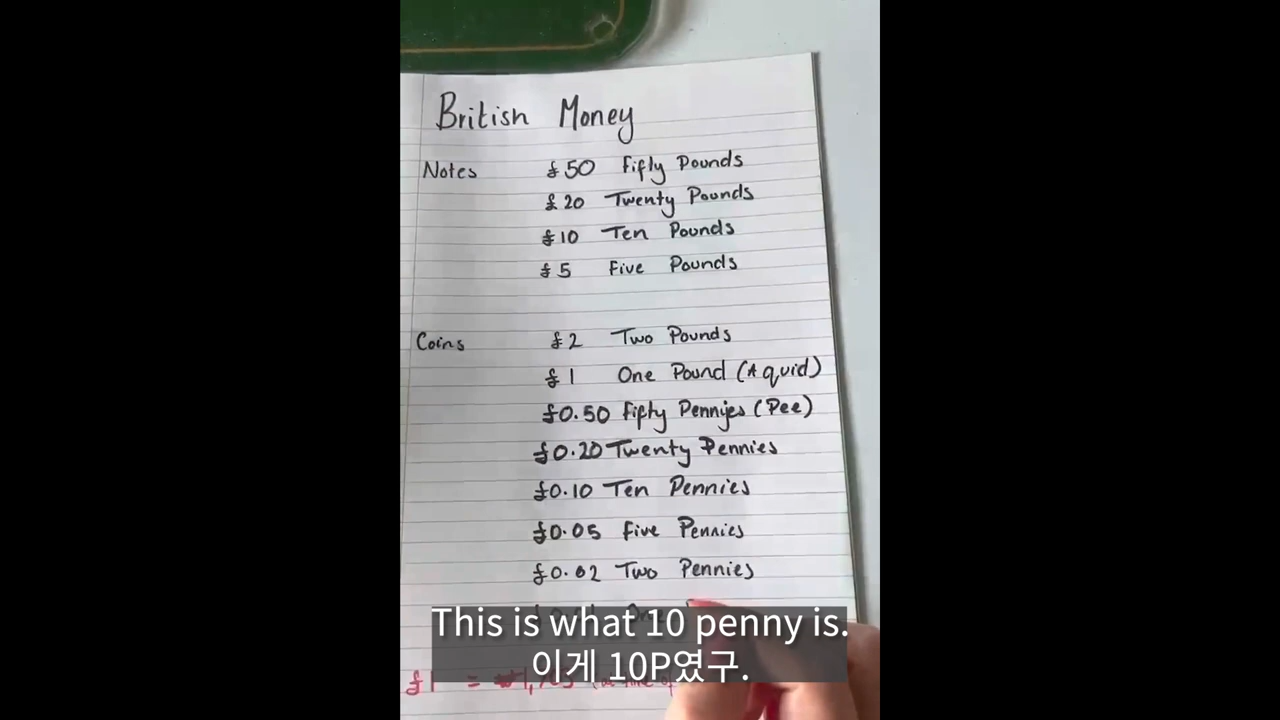 British Money
Notes £50 Fifty Pounds
£20 Twenty Pounds
£10 Ten Pounds
£5 Five Pounds
Coins £2 Two Pounds
£1 One Pound (A quid)
£0.50 Fifty Pennies (Pee)
£0.20 Twenty Pennies
£0.10 Ten Pennies
£0.05 Five Pennies
£0.02 Two Pennies
One
This is what 10 penny is.
이게 10P였구.
£1 =